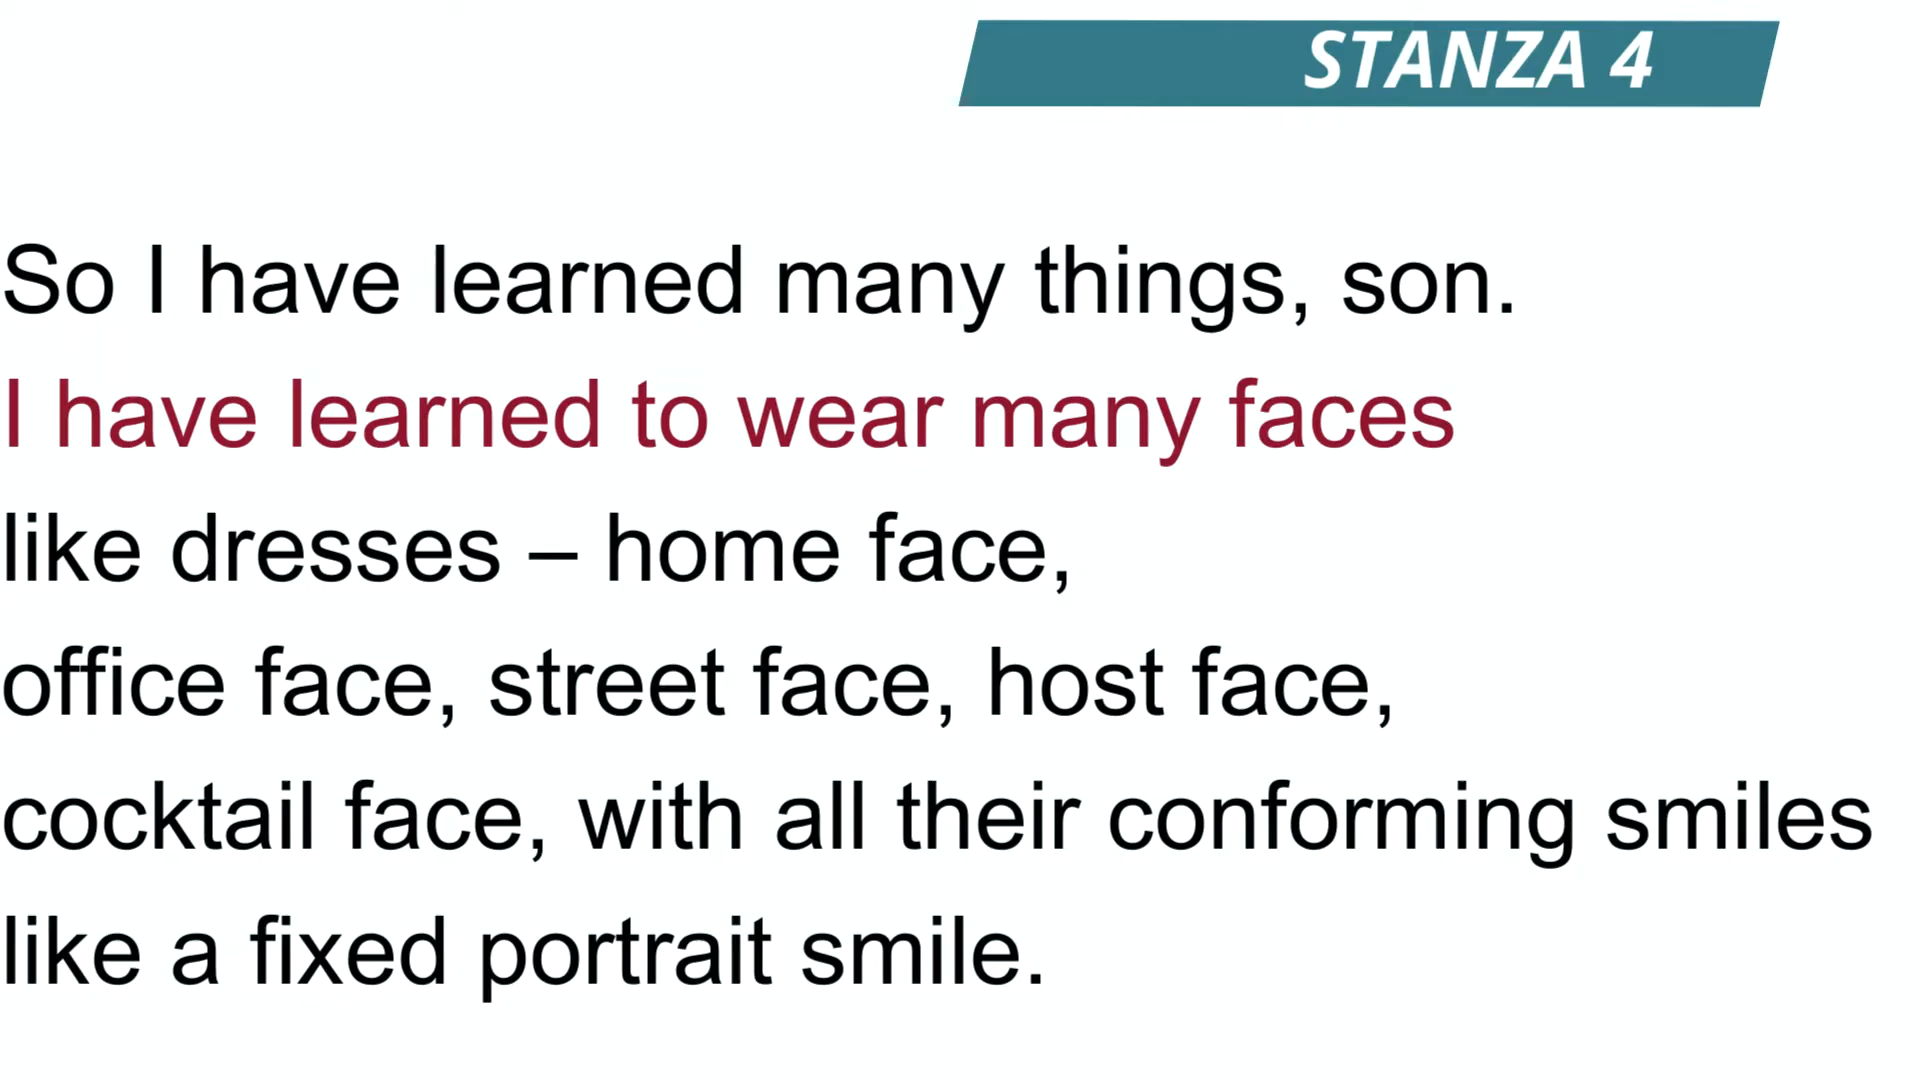 STANZA 4
So I have learned many things, son.
I have learned to wear many faces
like dresses – home face,
office face, street face, host face,
cocktail face, with all their conforming smiles
like a fixed portrait smile.